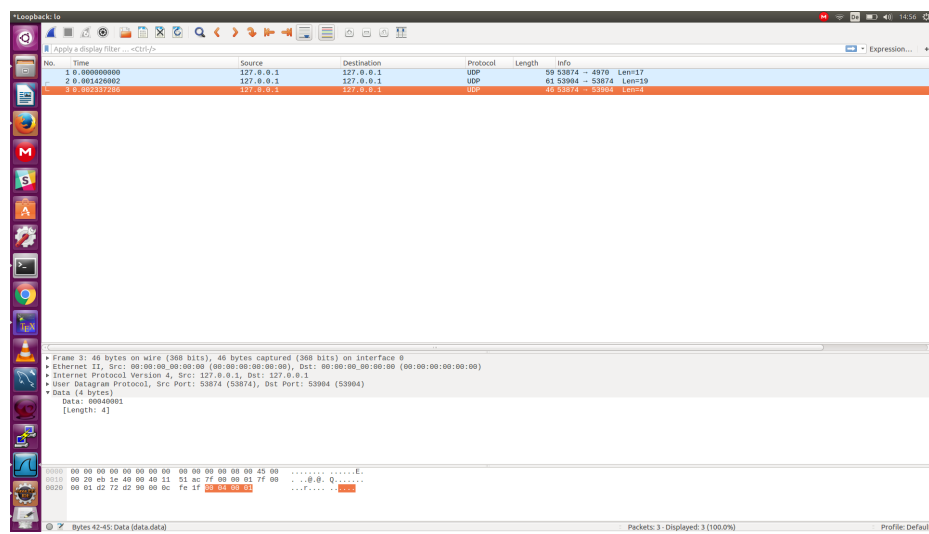 *Loopback: lo
M De 14:56
Apply a display filter ... <Ctrl-/>
Expression... +
No. Time Source Destination Protocol Length Info
1 0.000000000 127.0.0.1 127.0.0.1 UDP 59 53874 → 4970 Len=17
2 0.001426002 127.0.0.1 127.0.0.1 UDP 61 53904 → 53874 Len=19
3 0.002337286 127.0.0.1 127.0.0.1 UDP 46 53874 → 53904 Len=4
M
S
A
>_
TEX
Frame 3: 46 bytes on wire (368 bits), 46 bytes captured (368 bits) on interface 0
Ethernet II, Src: 00:00:00_00:00:00 (00:00:00:00:00:00), Dst: 00:00:00_00:00:00 (00:00:00:00:00:00)
Internet Protocol Version 4, Src: 127.0.0.1, Dst: 127.0.0.1
User Datagram Protocol, Src Port: 53874 (53874), Dst Port: 53904 (53904)
Data (4 bytes)
Data: 00040001
[Length: 4]
0000 00 00 00 00 00 00 00 00 00 00 00 00 08 00 45 00 ........ ......E.
0010 00 20 eb 1e 40 00 40 11 51 ac 7f 00 00 01 7f 00 . ..@.@. Q.......
0020 00 01 d2 72 d2 90 00 0c fe 1f 00 04 00 01 ...r.... ......
Bytes 42-45: Data (data.data)
Packets: 3 · Displayed: 3 (100.0%)
Profile: Defaul